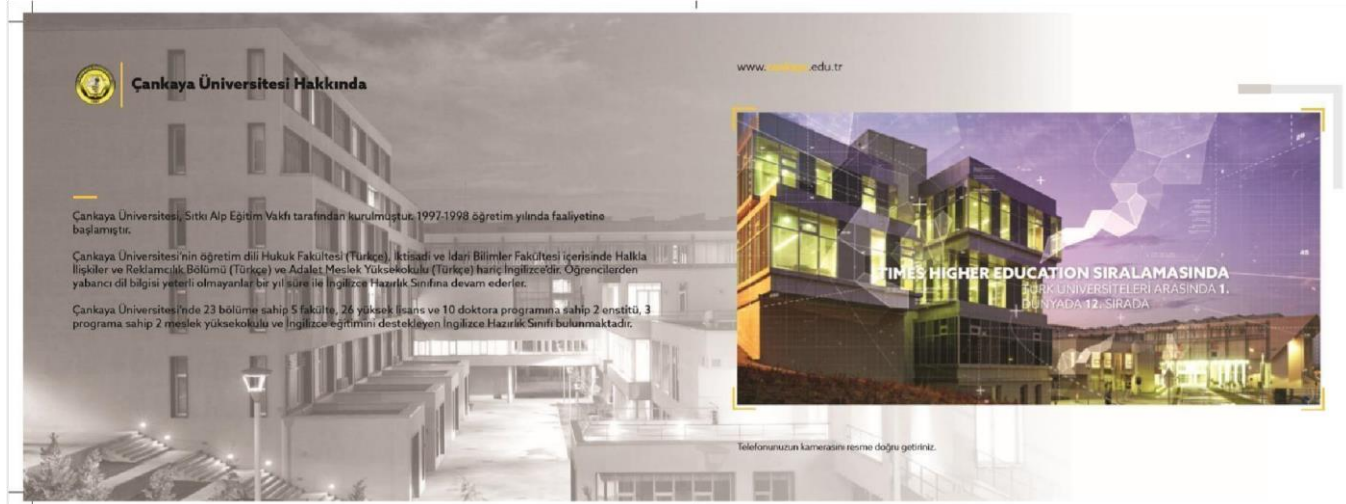 Çankaya Üniversitesi Hakkında
Çankaya Üniversitesi, Sıtkı Alp Eğitim Vakfı tarafından kurulmuştur. 1997-1998 öğretim yılında faaliyetine
başlamıştır.
Çankaya Üniversitesi'nin öğretim dili Hukuk Fakültesi (Türkçe), İktisadi ve İdari Bilimler Fakültesi içerisinde Halkla
İlişkiler ve Reklamcılık Bölümü (Türkçe) ve Adalet Meslek Yüksekokulu (Türkçe) hariç İngilizce'dir. Öğrencilerden
yabancı dil bilgisi yeterli olmayanlar bir yıl süre ile İngilizce Hazırlık Sınıfına devam ederler.
Çankaya Üniversitesi'nde 23 bölüme sahip 5 fakülte, 26 yüksek lisans ve 10 doktora programına sahip 2 enstitü, 3
programa sahip 2 meslek yüksekokulu ve İngilizce eğitimini destekleyen İngilizce Hazırlık Sınıfı bulunmaktadır.
www.cankaya.edu.tr
TIMES HIGHER EDUCATION SIRALAMASINDA
TÜRK ÜNİVERSİTELERİ ARASINDA 1.
DÜNYADA 12. SIRADA
Telefonunuzun kamerasını resme doğru getiriniz.